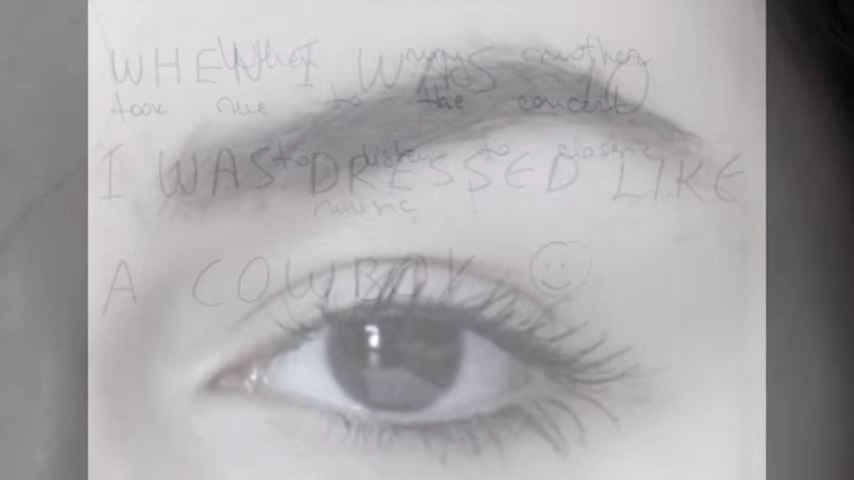 WHEN I WAS
When my mother
took me to the concert
I WAS DRESSED LIKE
to listen to classic
music
A COWBOY ☺